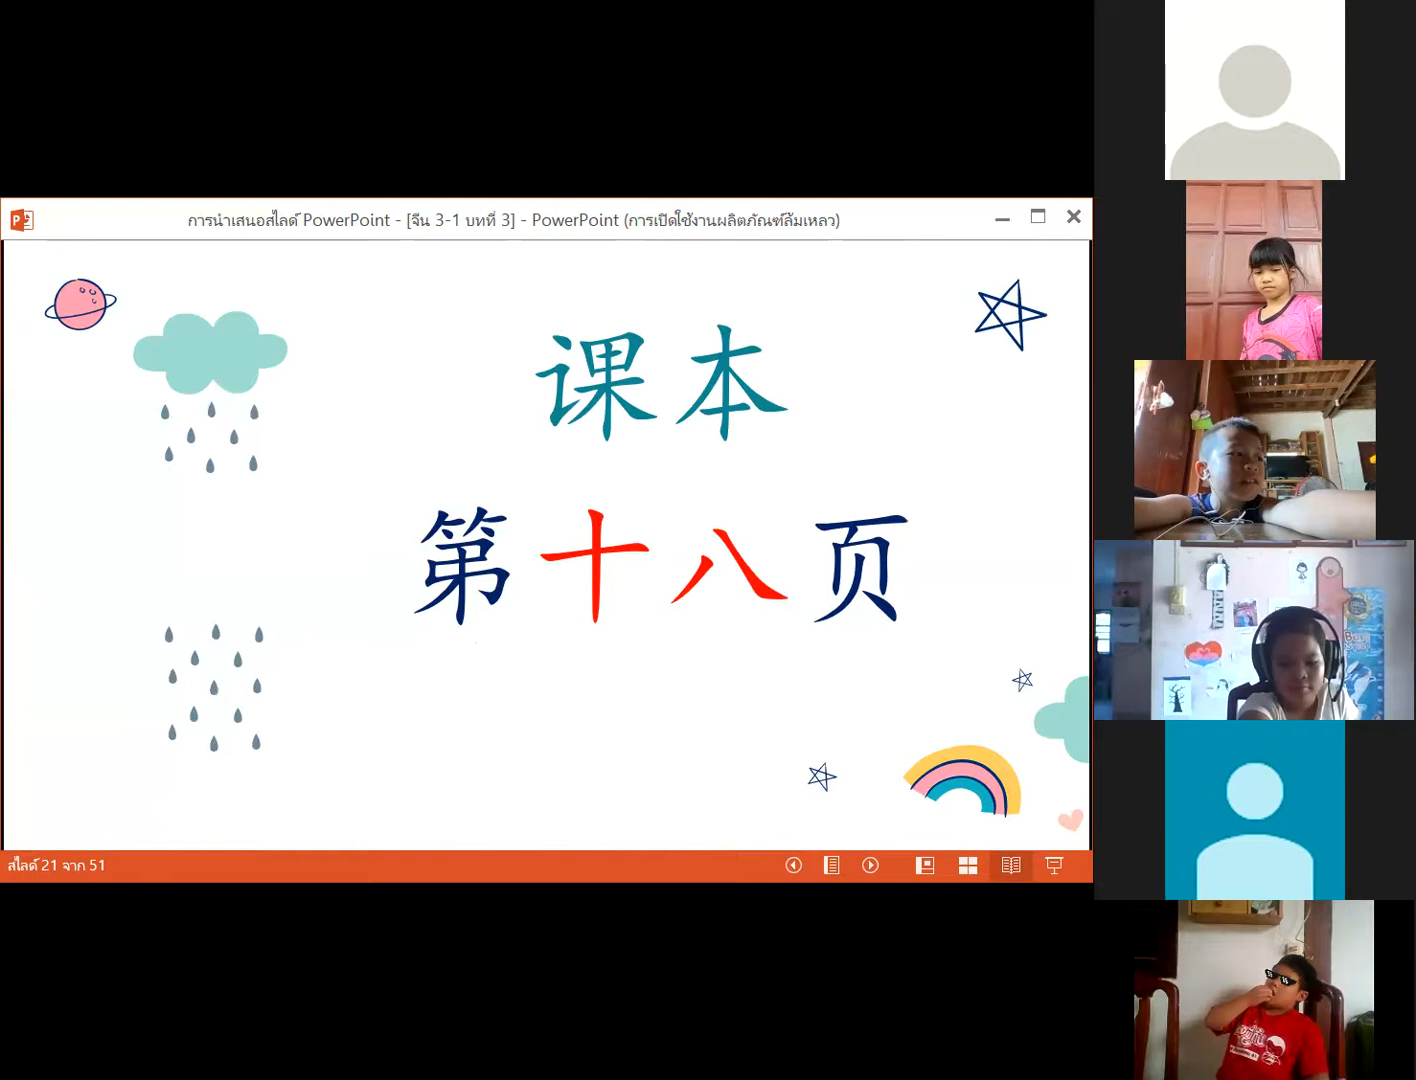 การนำเสนอสไลด์ PowerPoint - [จีน 3-1 บทที่ 3] - PowerPoint (การเปิดใช้งานผลิตภัณฑ์ล้มเหลว)
课本
第十八页
สไลด์ 21 จาก 51